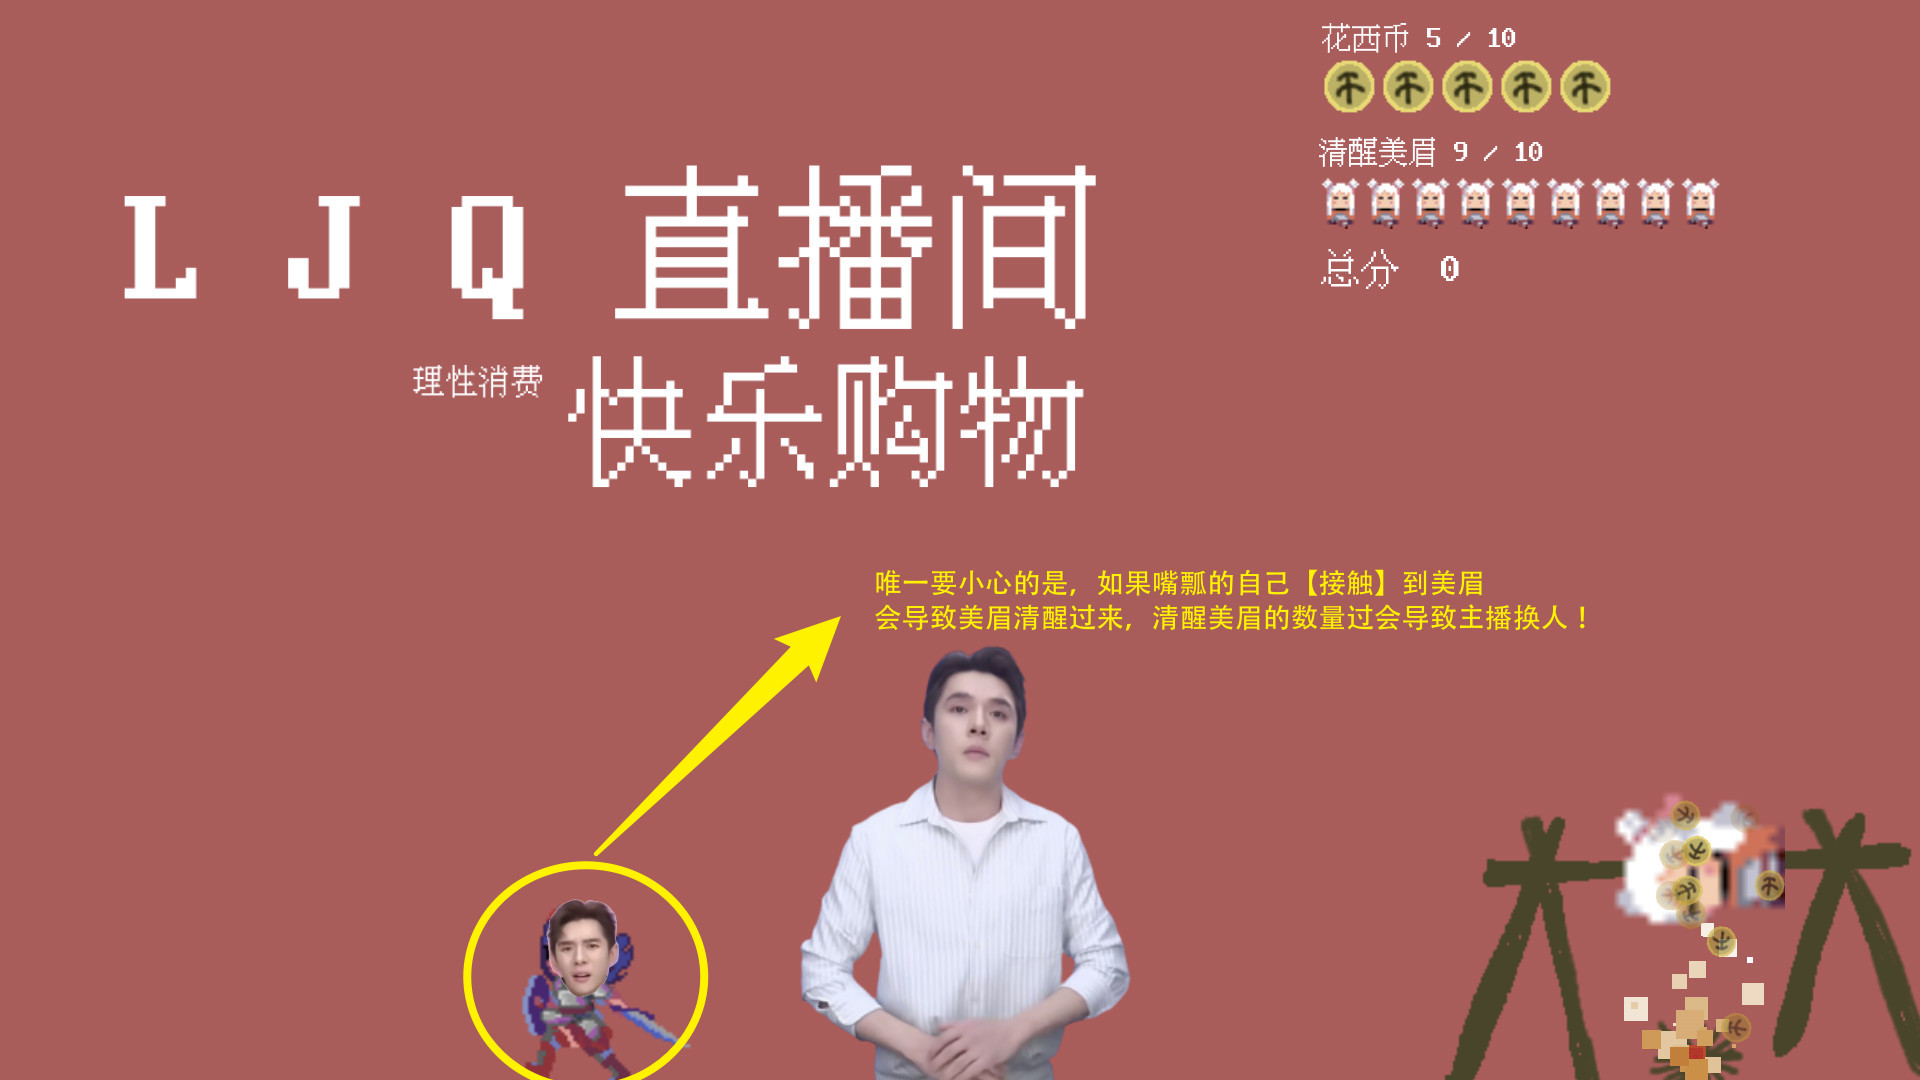 花西币 5 / 10
清醒美眉 9 / 10
总分 0
L J Q 直播间
理性消费 快乐购物
唯一要小心的是，如果嘴瓢的自己【接触】到美眉
会导致美眉清醒过来，清醒美眉的数量过会导致主播换人！